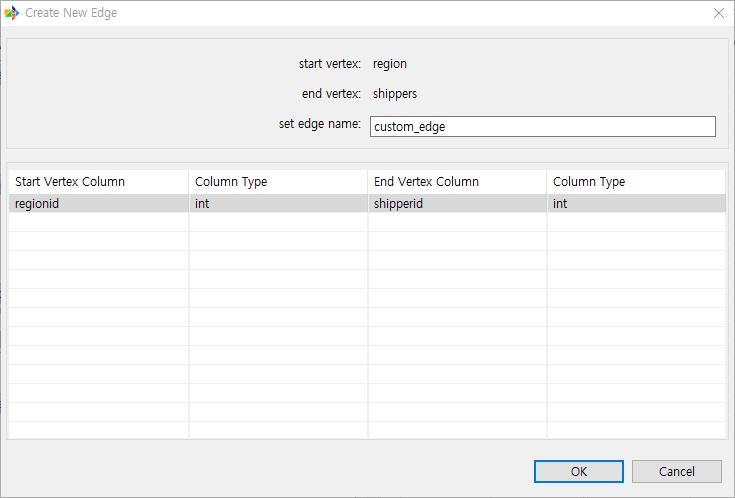 Create New Edge
start vertex: region
end vertex: shippers
set edge name: custom_edge
Start Vertex Column Column Type End Vertex Column Column Type
regionid int shipperid int
OK Cancel